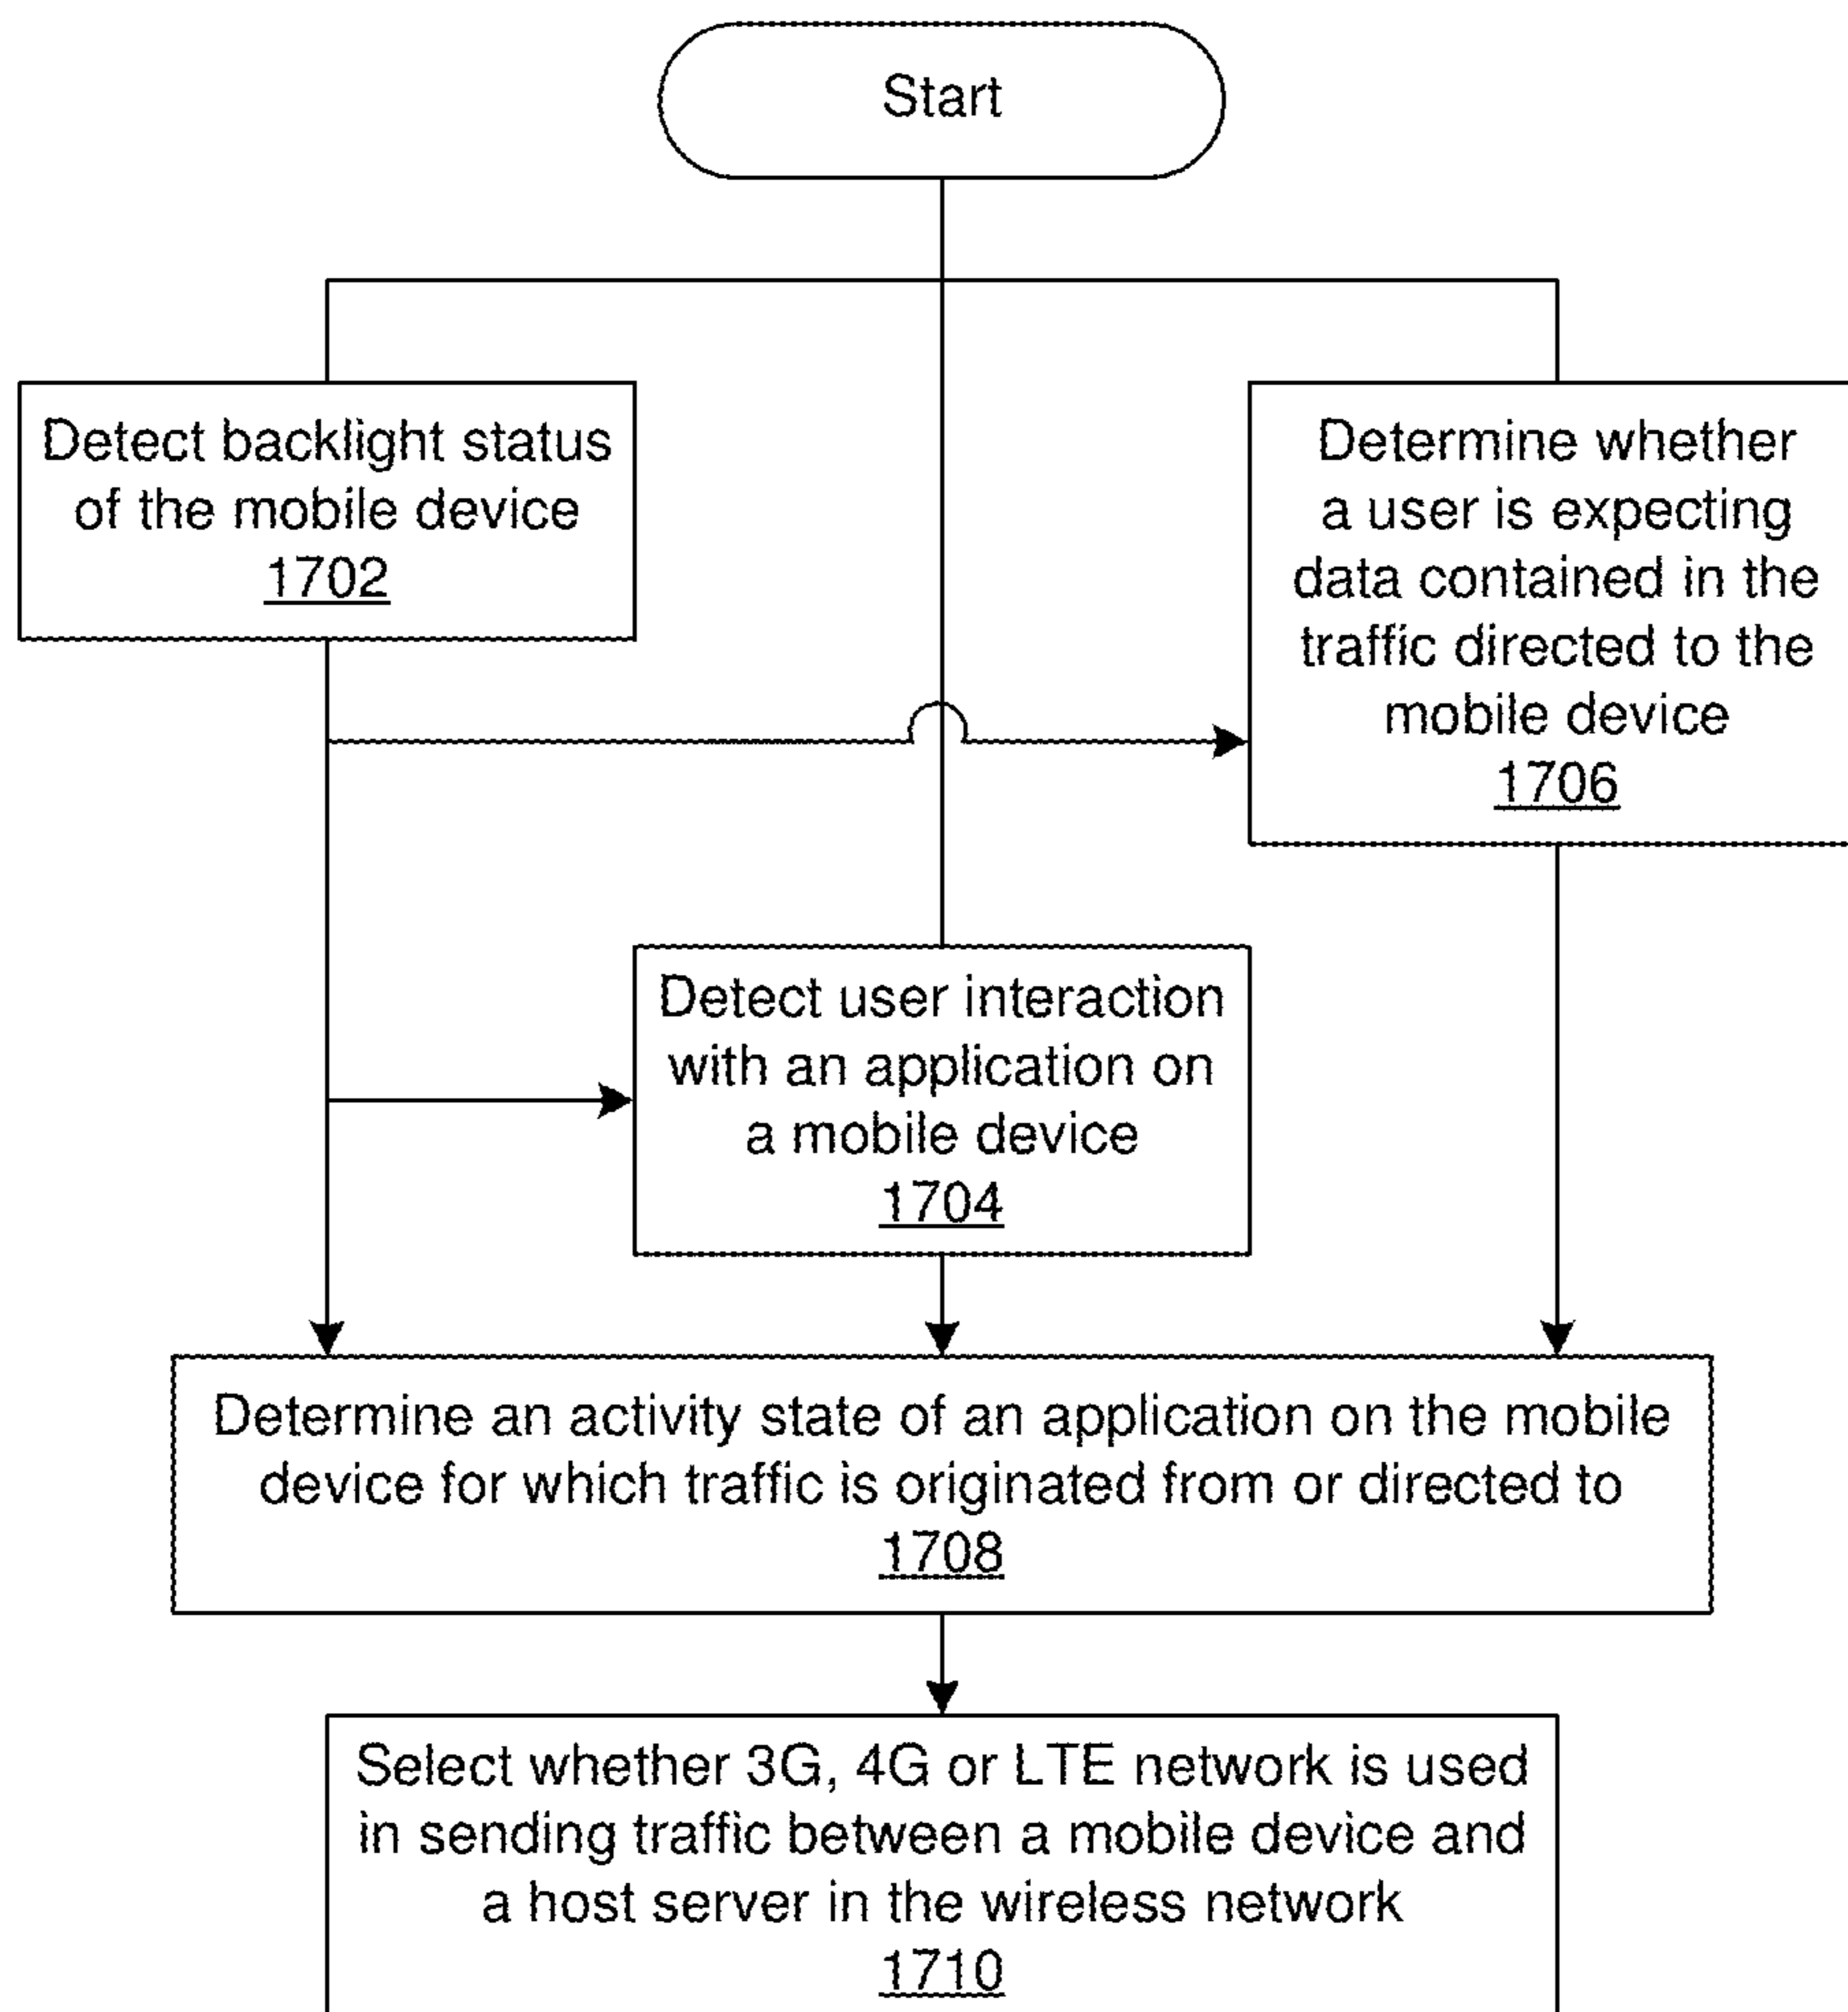 Start
Detect backlight status
of the mobile device
1702
Determine whether
a user is expecting
data contained in the
traffic directed to the
mobile device
1706
Detect user interaction
with an application on
a mobile device
1704
Determine an activity state of an application on the mobile
device for which traffic is originated from or directed to
1708
Select whether 3G, 4G or LTE network is used
in sending traffic between a mobile device and
a host server in the wireless network
1710